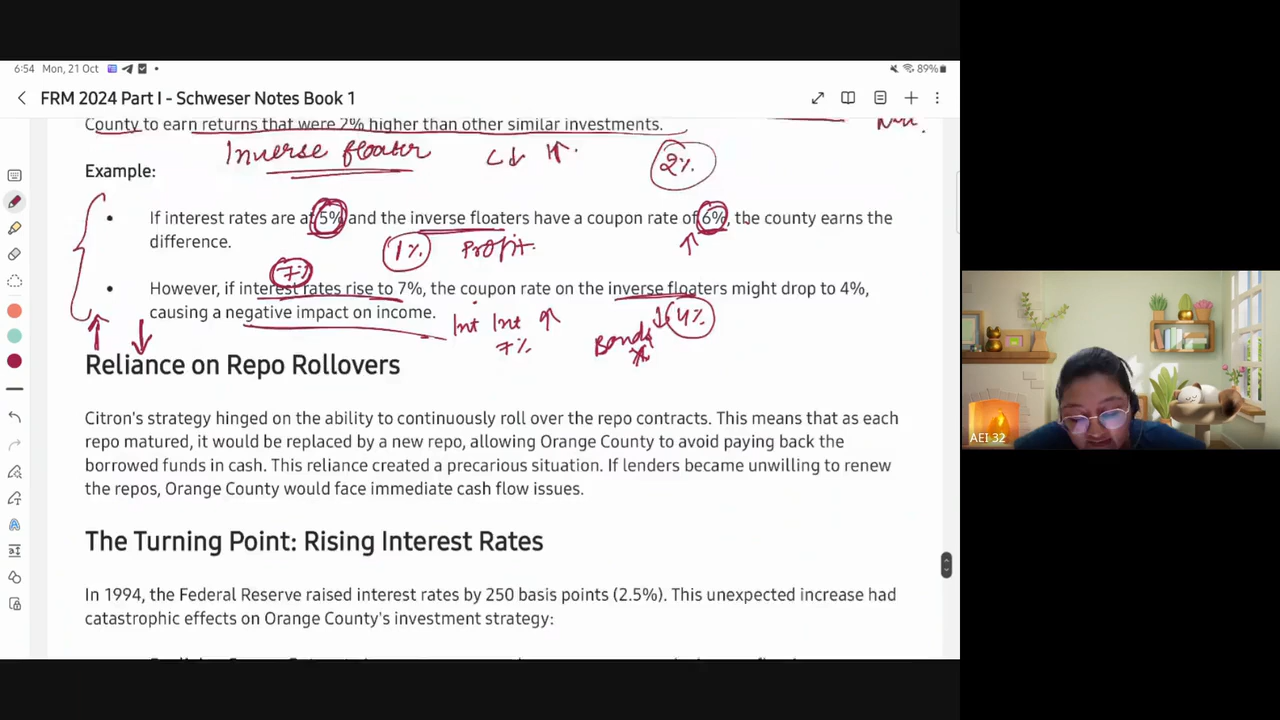 6:54 Mon, 21 Oct 89%
FRM 2024 Part I - Schweser Notes Book 1
County to earn returns that were 2% higher than other similar investments.
Inverse floater
2%
Example:
• If interest rates are at 5% and the inverse floaters have a coupon rate of 6%, the county earns the
difference.
1% Profit.
7%
• However, if interest rates rise to 7%, the coupon rate on the inverse floaters might drop to 4%,
causing a negative impact on income.
Int Int ↑ ↓ 4%
7% Bonds
Reliance on Repo Rollovers
Citron's strategy hinged on the ability to continuously roll over the repo contracts. This means that as each
repo matured, it would be replaced by a new repo, allowing Orange County to avoid paying back the
borrowed funds in cash. This reliance created a precarious situation. If lenders became unwilling to renew
the repos, Orange County would face immediate cash flow issues.
The Turning Point: Rising Interest Rates
In 1994, the Federal Reserve raised interest rates by 250 basis points (2.5%). This unexpected increase had
catastrophic effects on Orange County's investment strategy:
AEI 32